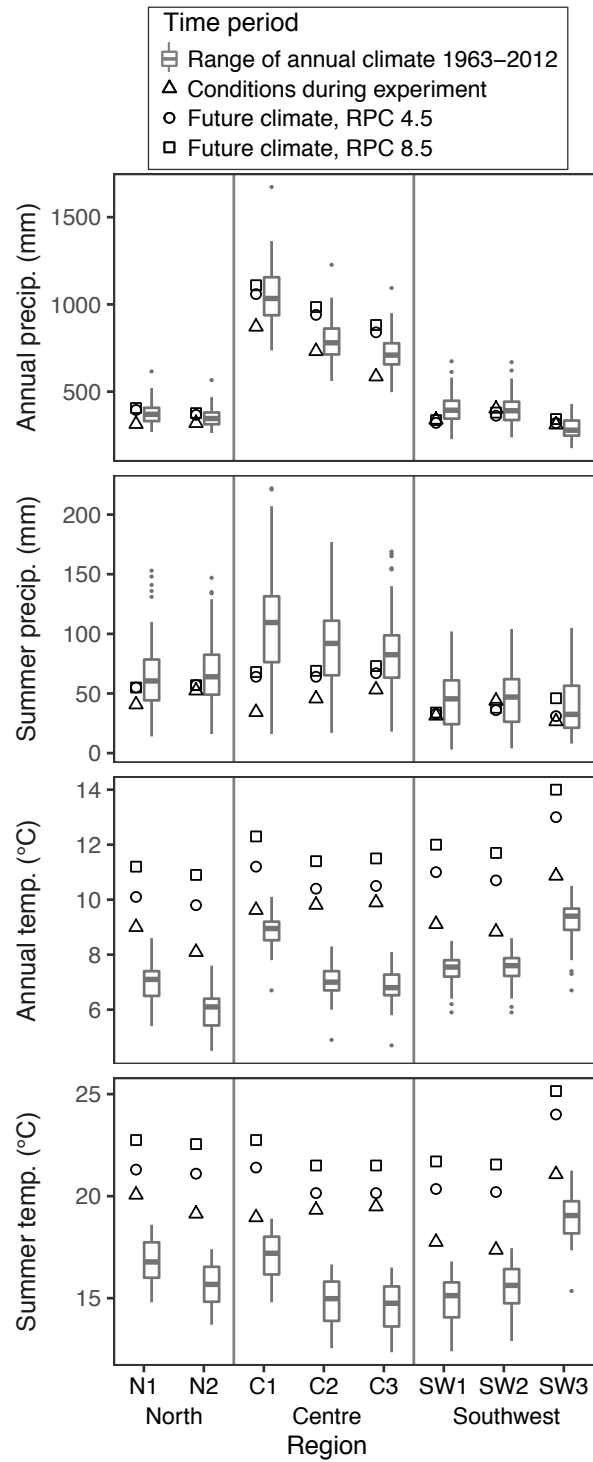 Time period
Range of annual climate 1963−2012
Conditions during experiment
Future climate, RPC 4.5
Future climate, RPC 8.5
Annual precip. (mm)
1500
1000
500
Summer precip. (mm)
200
150
100
50
0
Annual temp. (°C)
14
12
10
8
6
Summer temp. (°C)
25
20
15
N1 N2 C1 C2 C3 SW1 SW2 SW3
North Centre Southwest
Region